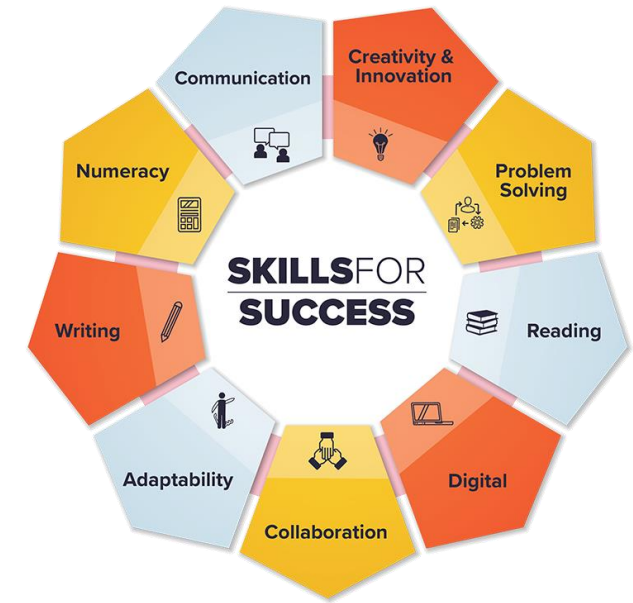 Communication
Creativity &
Innovation
Problem
Solving
Reading
Digital
Collaboration
Adaptability
Writing
Numeracy
SKILLSFOR
SUCCESS